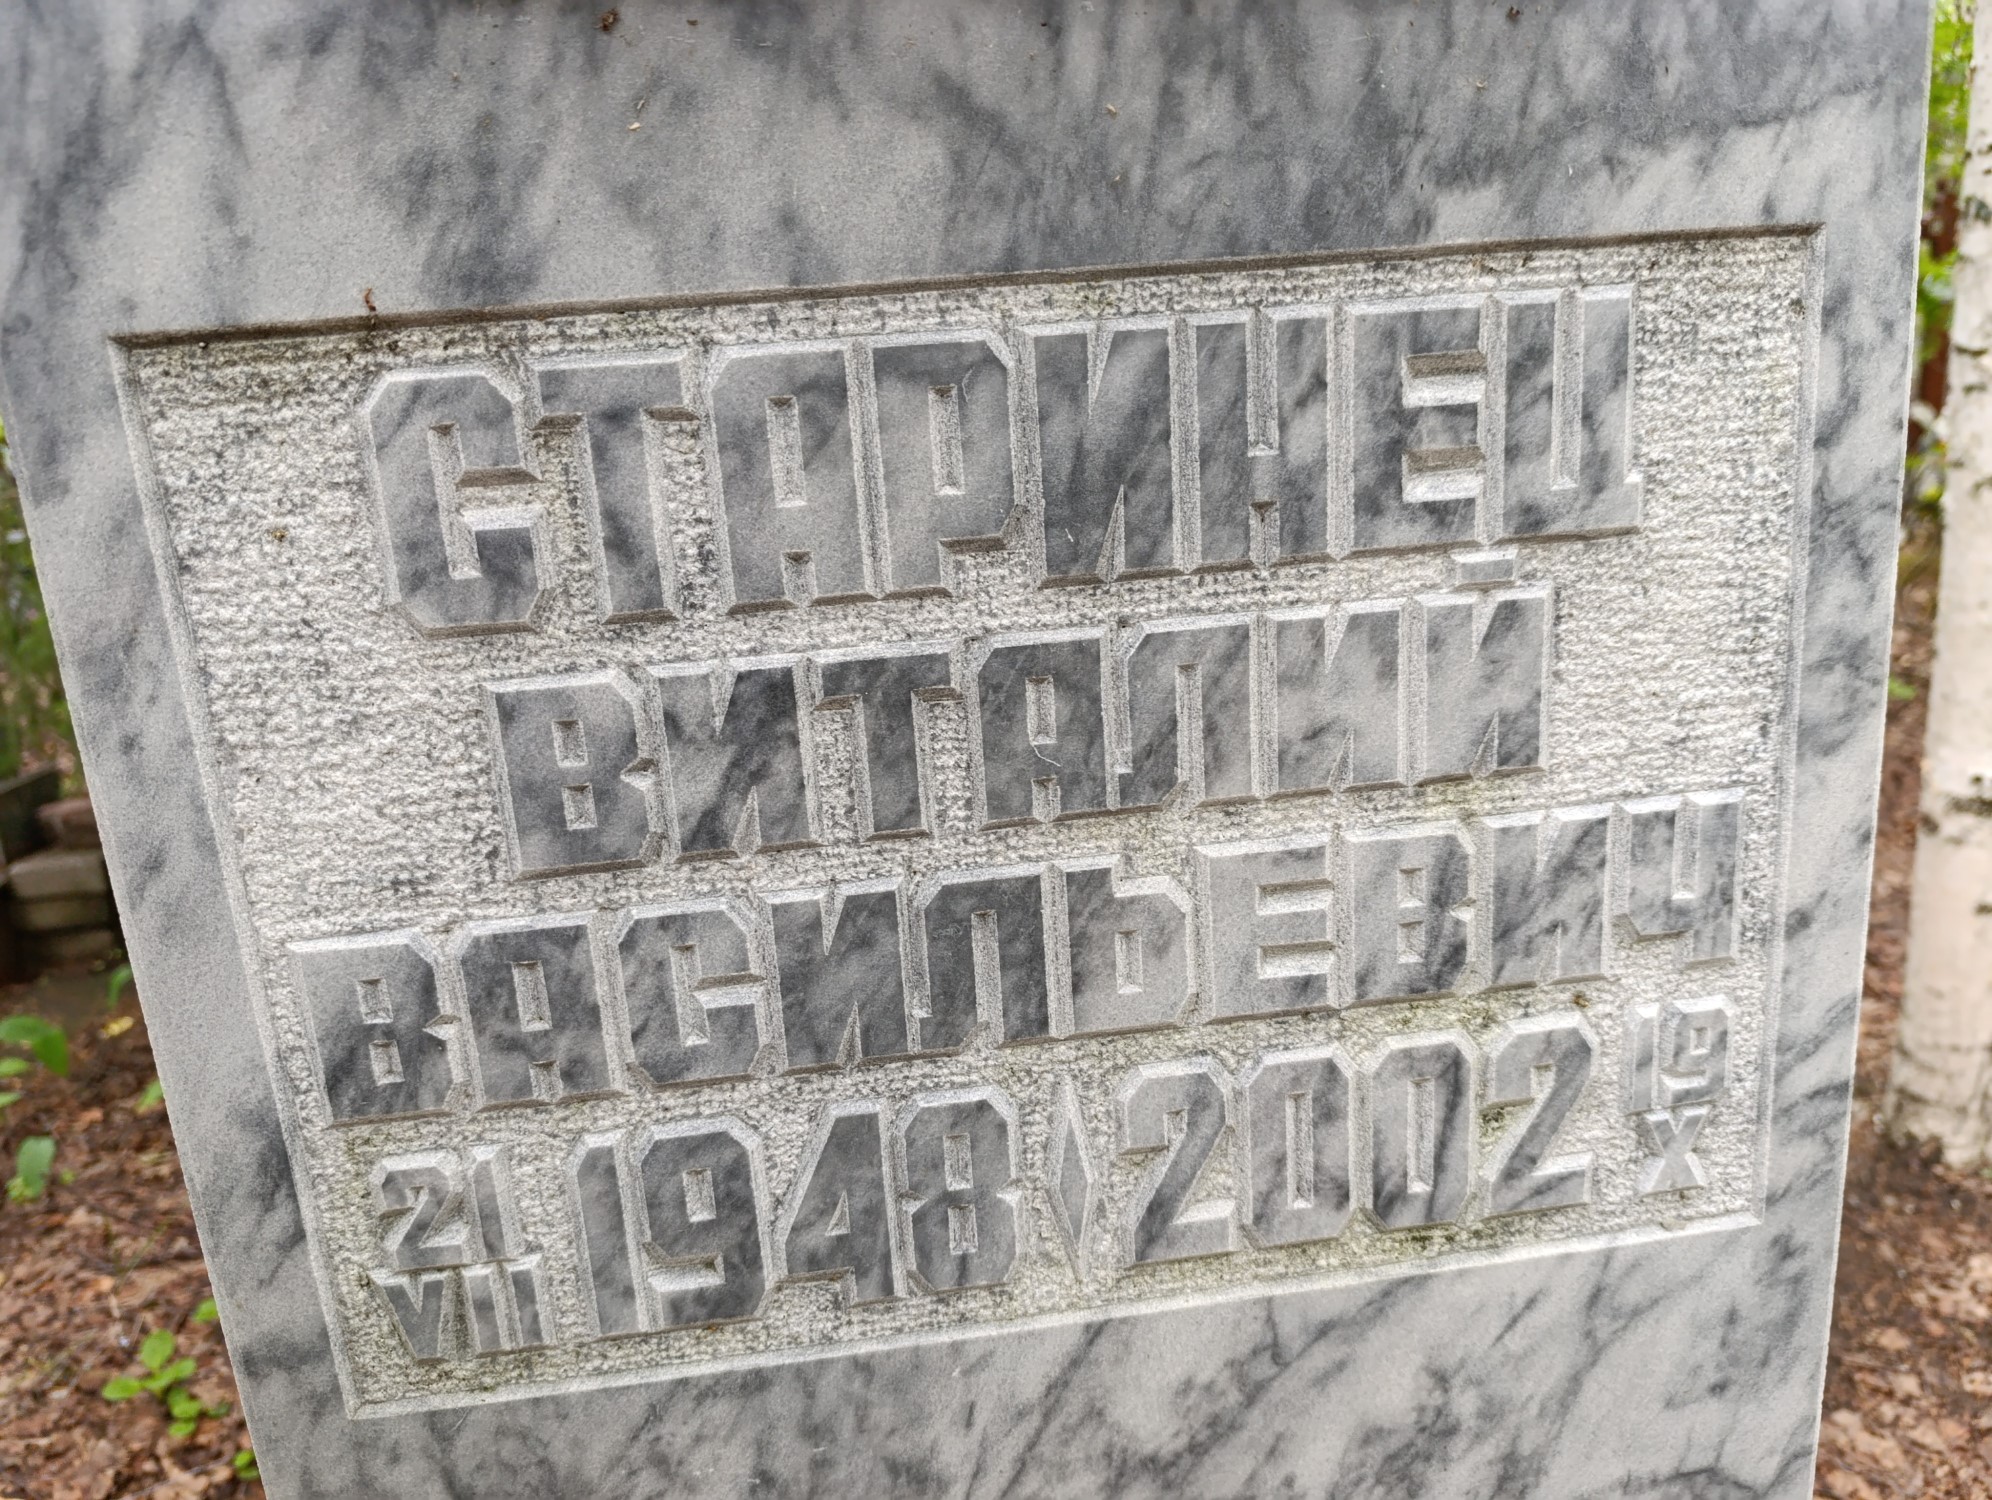 СТАРИНЕЦ
ВИТАЛИЙ
ВАСИЛЬЕВИЧ
21 VII 1948 2002 19 X